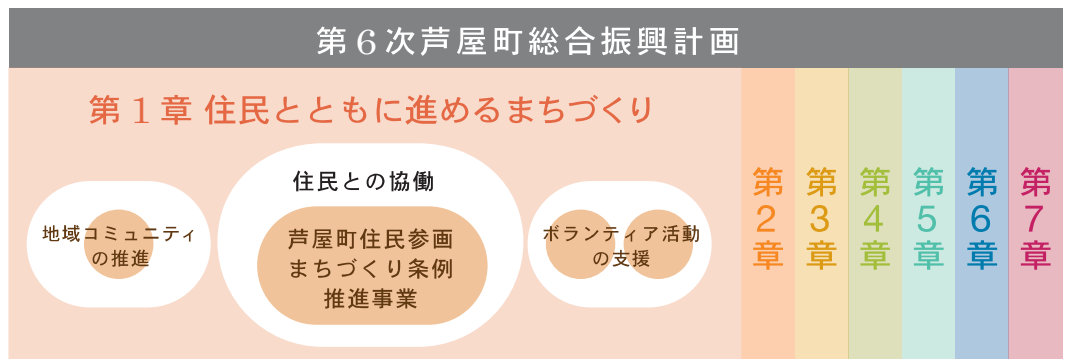 第6次芦屋町総合振興計画
第1章 住民とともに進めるまちづくり
地域コミュニティ
の推進
住民との協働
芦屋町住民参画
まちづくり条例
推進事業
ボランティア活動
の支援
第2章
第3章
第4章
第5章
第6章
第7章